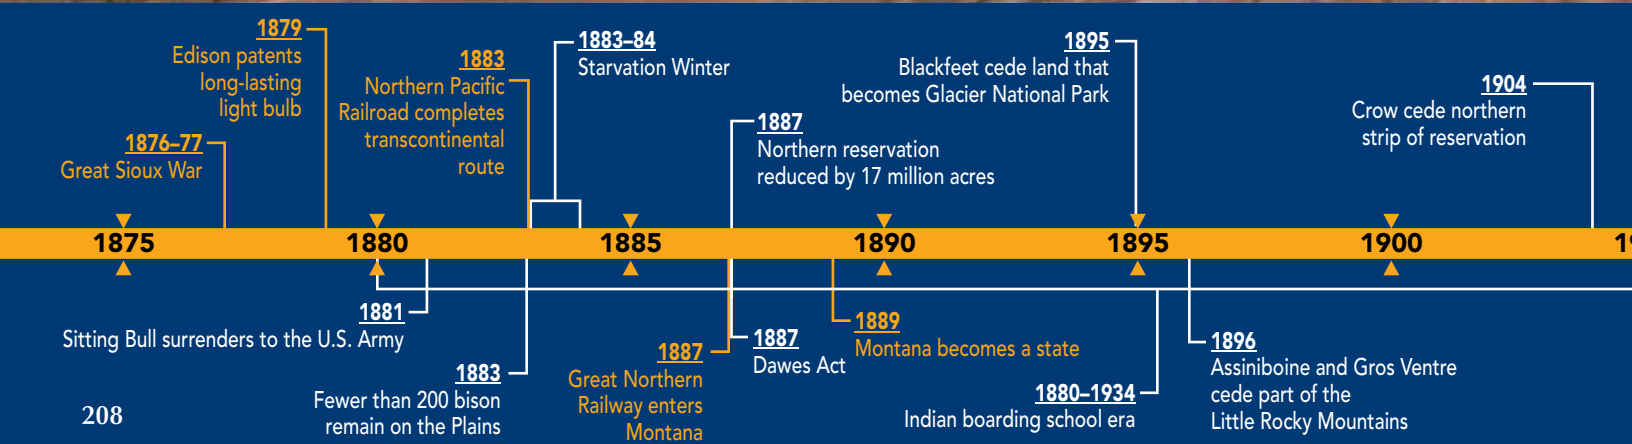 1879
Edison patents
long-lasting
light bulb
1876–77
Great Sioux War
1883
Northern Pacific
Railroad completes
transcontinental
route
1883–84
Starvation Winter
1887
Northern reservation
reduced by 17 million acres
1895
Blackfeet cede land that
becomes Glacier National Park
1904
Crow cede northern
strip of reservation
1875 1880 1885 1890 1895 1900
1881
Sitting Bull surrenders to the U.S. Army
1883
Fewer than 200 bison
remain on the Plains
1887
Great Northern
Railway enters
Montana
1887
Dawes Act
1889
Montana becomes a state
1880–1934
Indian boarding school era
1896
Assiniboine and Gros Ventre
cede part of the
Little Rocky Mountains
208